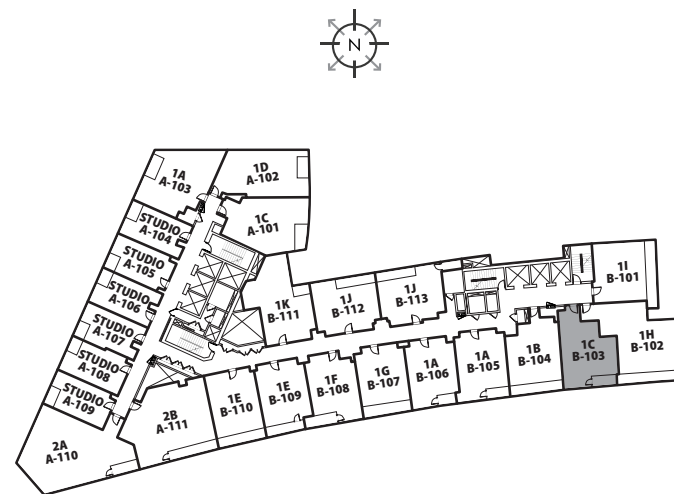 N
1D
A-102
1A
A-103
1C
A-101
STUDIO
A-104
STUDIO
A-105
STUDIO
A-106
STUDIO
A-107
STUDIO
A-108
STUDIO
A-109
2A
A-110
2B
A-111
1K
B-111
1J
B-112
1J
B-113
1I
B-101
1E
B-110
1E
B-109
1F
B-108
1G
B-107
1A
B-106
1A
B-105
1B
B-104
1C
B-103
1H
B-102